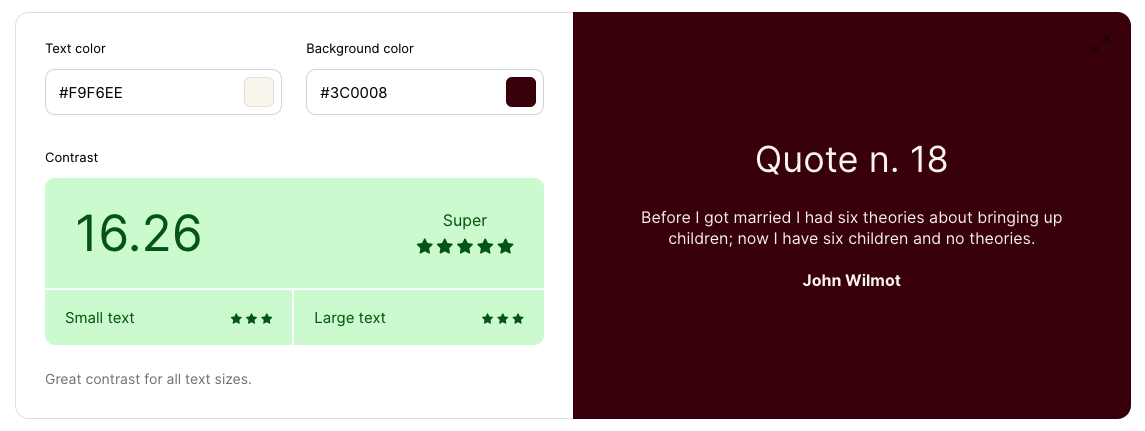 Text color
#F9F6EE
Background color
#3C0008
Contrast
16.26
Super
Small text
Large text
Great contrast for all text sizes.
Quote n. 18
Before I got married I had six theories about bringing up
children; now I have six children and no theories.
John Wilmot